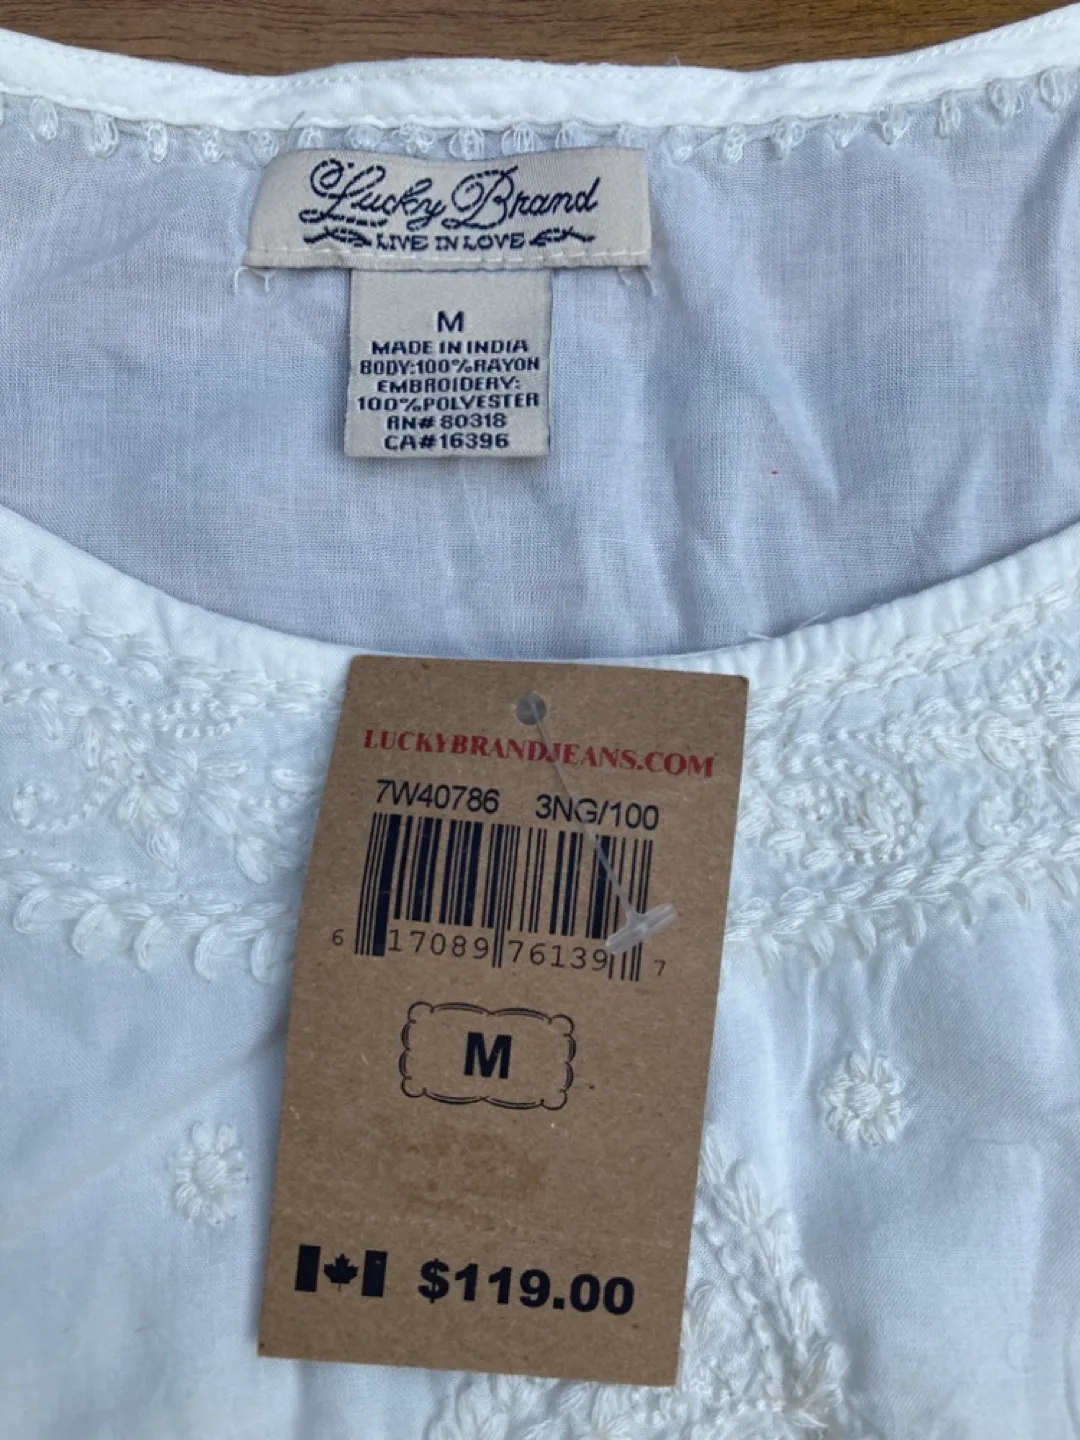 Lucky Brand
LIVE IN LOVE
M
MADE IN INDIA
BODY:100%RAYON
EMBROIDERY:
100%POLYESTER
RN# 80318
CA#16396
LUCKYBRANDJEANS.COM
7W40786 3NG/100
6 17089 76139 7
M
$119.00